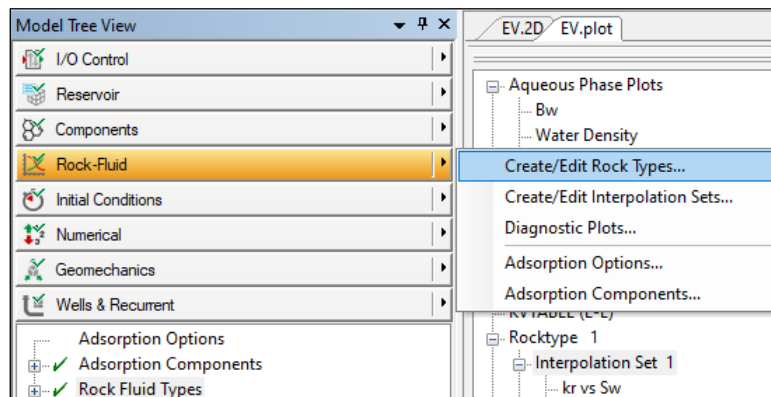 Model Tree View
I/O Control
Reservoir
Components
Rock-Fluid
Initial Conditions
Numerical
Geomechanics
Wells & Recurrent
Adsorption Options
Adsorption Components
Rock Fluid Types
EV.2D
EV.plot
Aqueous Phase Plots
Bw
Water Density
Create/Edit Rock Types...
Create/Edit Interpolation Sets...
Diagnostic Plots...
Adsorption Options...
Adsorption Components...
Rocktype 1
Interpolation Set 1
kr vs Sw